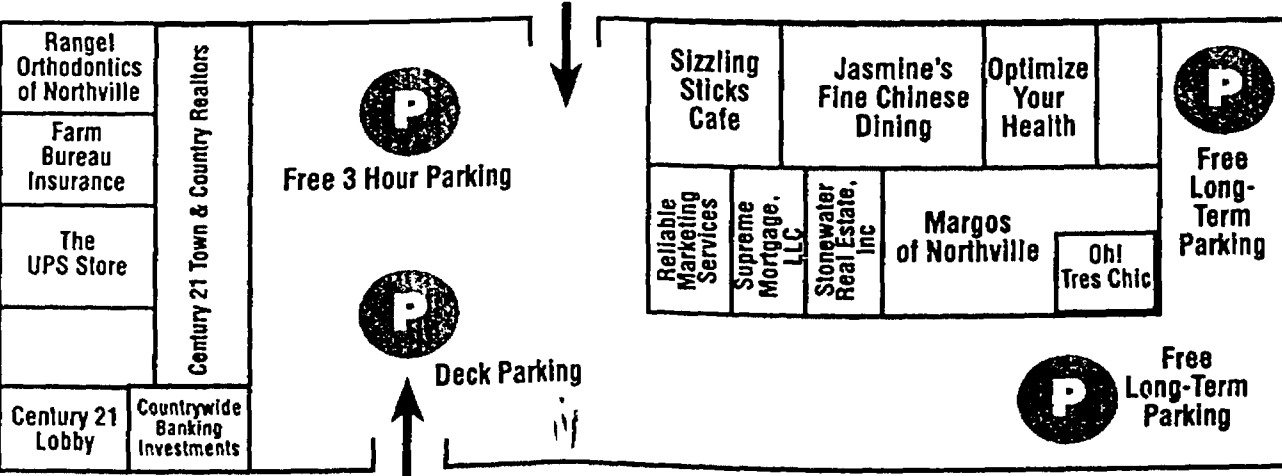 Rangel
Orthodontics
of Northville
Farm
Bureau
Insurance
The
UPS Store
Century 21 Town & Country Realtors
Century 21
Lobby
Countrywide
Banking
Investments
P
Free 3 Hour Parking
P
Deck Parking
Sizzling
Sticks
Cafe
Jasmine's
Fine Chinese
Dining
Optimize
Your
Health
Reliable
Marketing
Services
Supreme
Mortgage,
LLC
Stonewater
Real Estate,
Inc
Margos
of Northville
Oh!
Tres Chic
P
Free
Long-
Term
Parking
P
Free
Long-Term
Parking